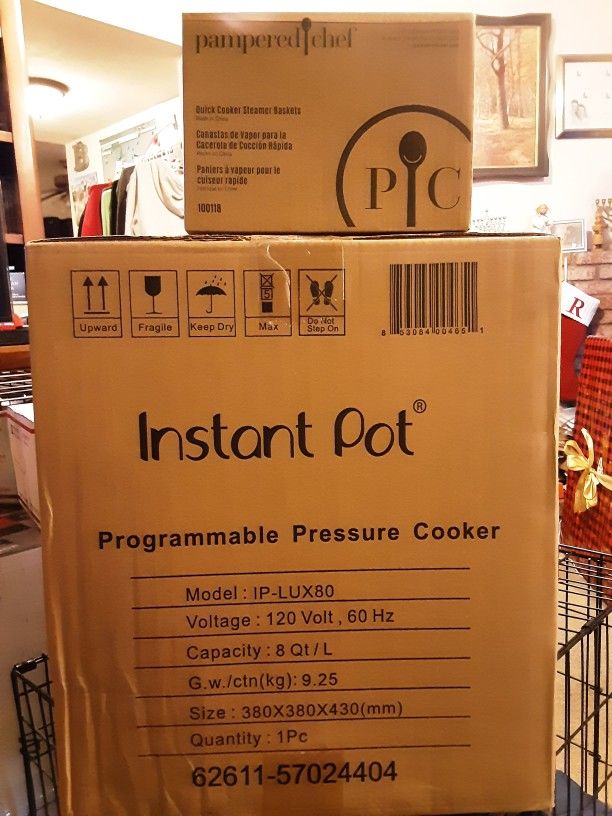 pampered chef
Quick Cooker Steamer Baskets
Made in China
Canastas de Vapor para la
Cacerola de Cocción Rápida
Hecho en China
Paniers à vapeur pour le
cuiseur rapide
Fabriqué en Chine
100118
P C
Upward
Fragile
Keep Dry
5
Max
Do Not
Step On
8 53084 00465 1
Instant Pot®
Programmable Pressure Cooker
Model : IP-LUX80
Voltage : 120 Volt , 60 Hz
Capacity : 8 Qt / L
G.w./ctn(kg): 9.25
Size : 380X380X430(mm)
Quantity : 1Pc
62611-57024404
R